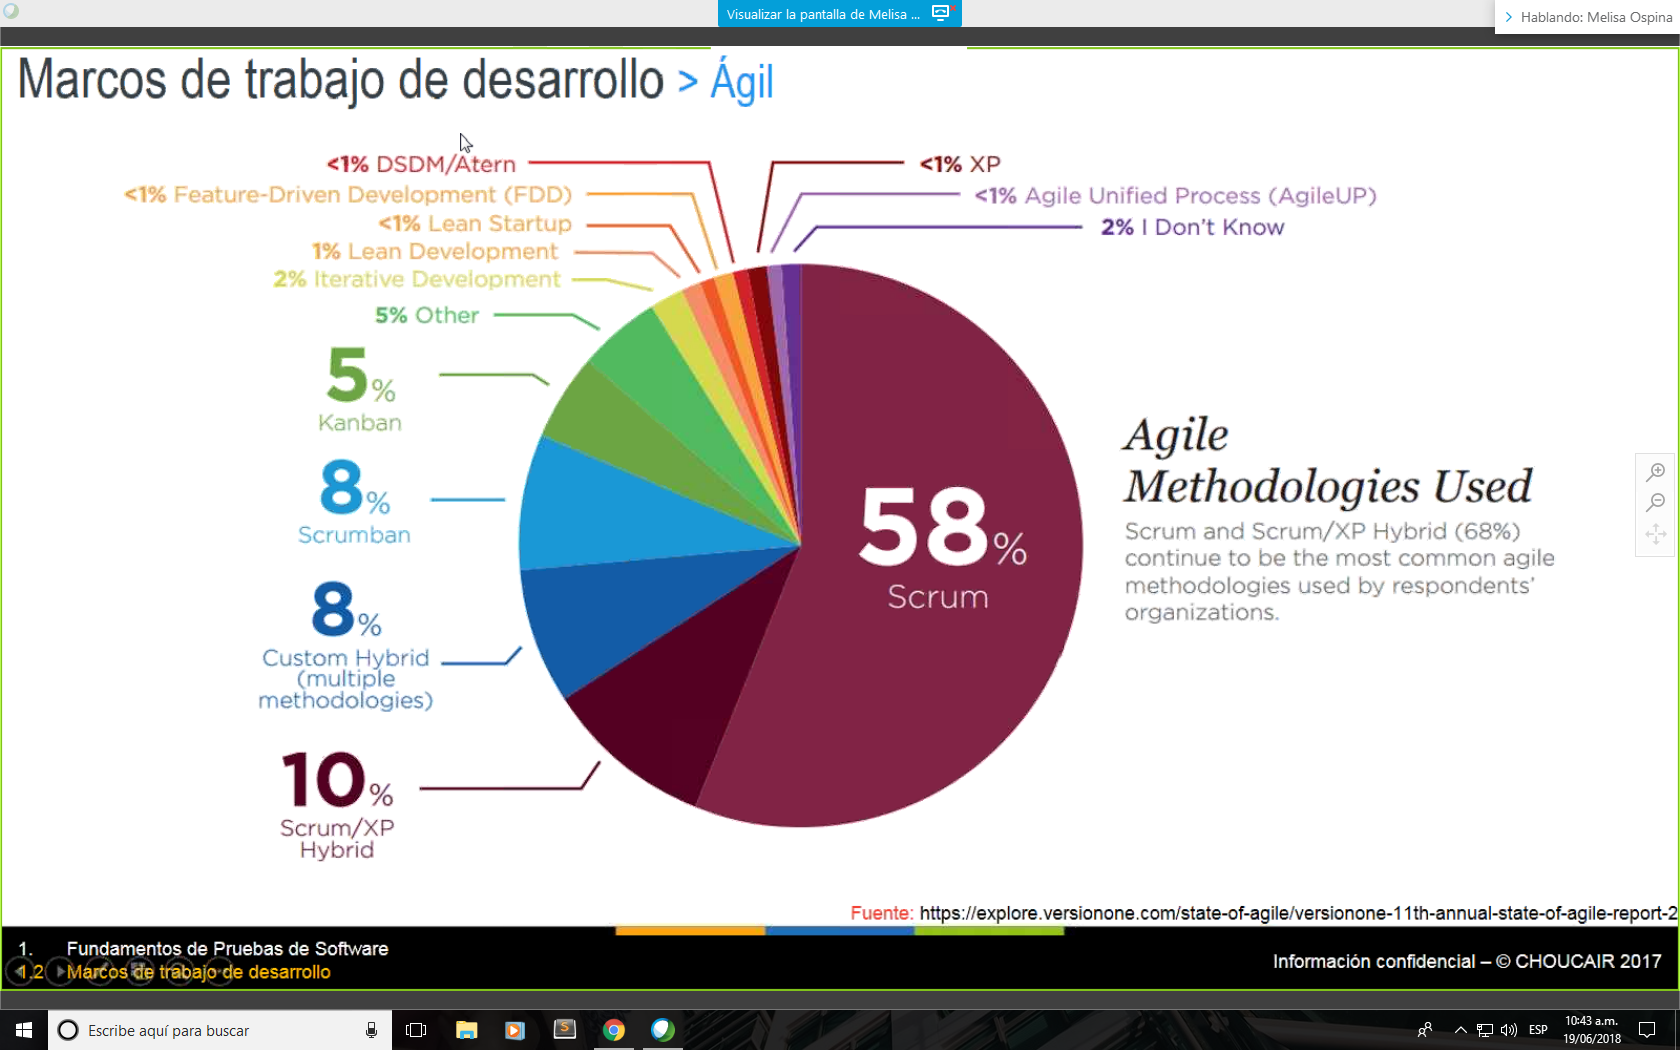 Visualizar la pantalla de Melisa ...
Hablando: Melisa Ospina
Marcos de trabajo de desarrollo > Ágil
<1% DSDM/Atern
<1% XP
<1% Feature-Driven Development (FDD)
<1% Agile Unified Process (AgileUP)
<1% Lean Startup
2% I Don't Know
1% Lean Development
2% Iterative Development
5% Other
5%
Kanban
8%
Scrumban
8%
Custom Hybrid
(multiple
methodologies)
10%
Scrum/XP
Hybrid
58%
Scrum
Agile
Methodologies Used
Scrum and Scrum/XP Hybrid (68%)
continue to be the most common agile
methodologies used by respondents'
organizations.
Fuente: https://explore.versionone.com/state-of-agile/versionone-11th-annual-state-of-agile-report-2
1. Fundamentos de Pruebas de Software
1.2 Marcos de trabajo de desarrollo
Información confidencial – © CHOUCAIR 2017
Escribe aquí para buscar
ESP
10:43 a.m.
19/06/2018